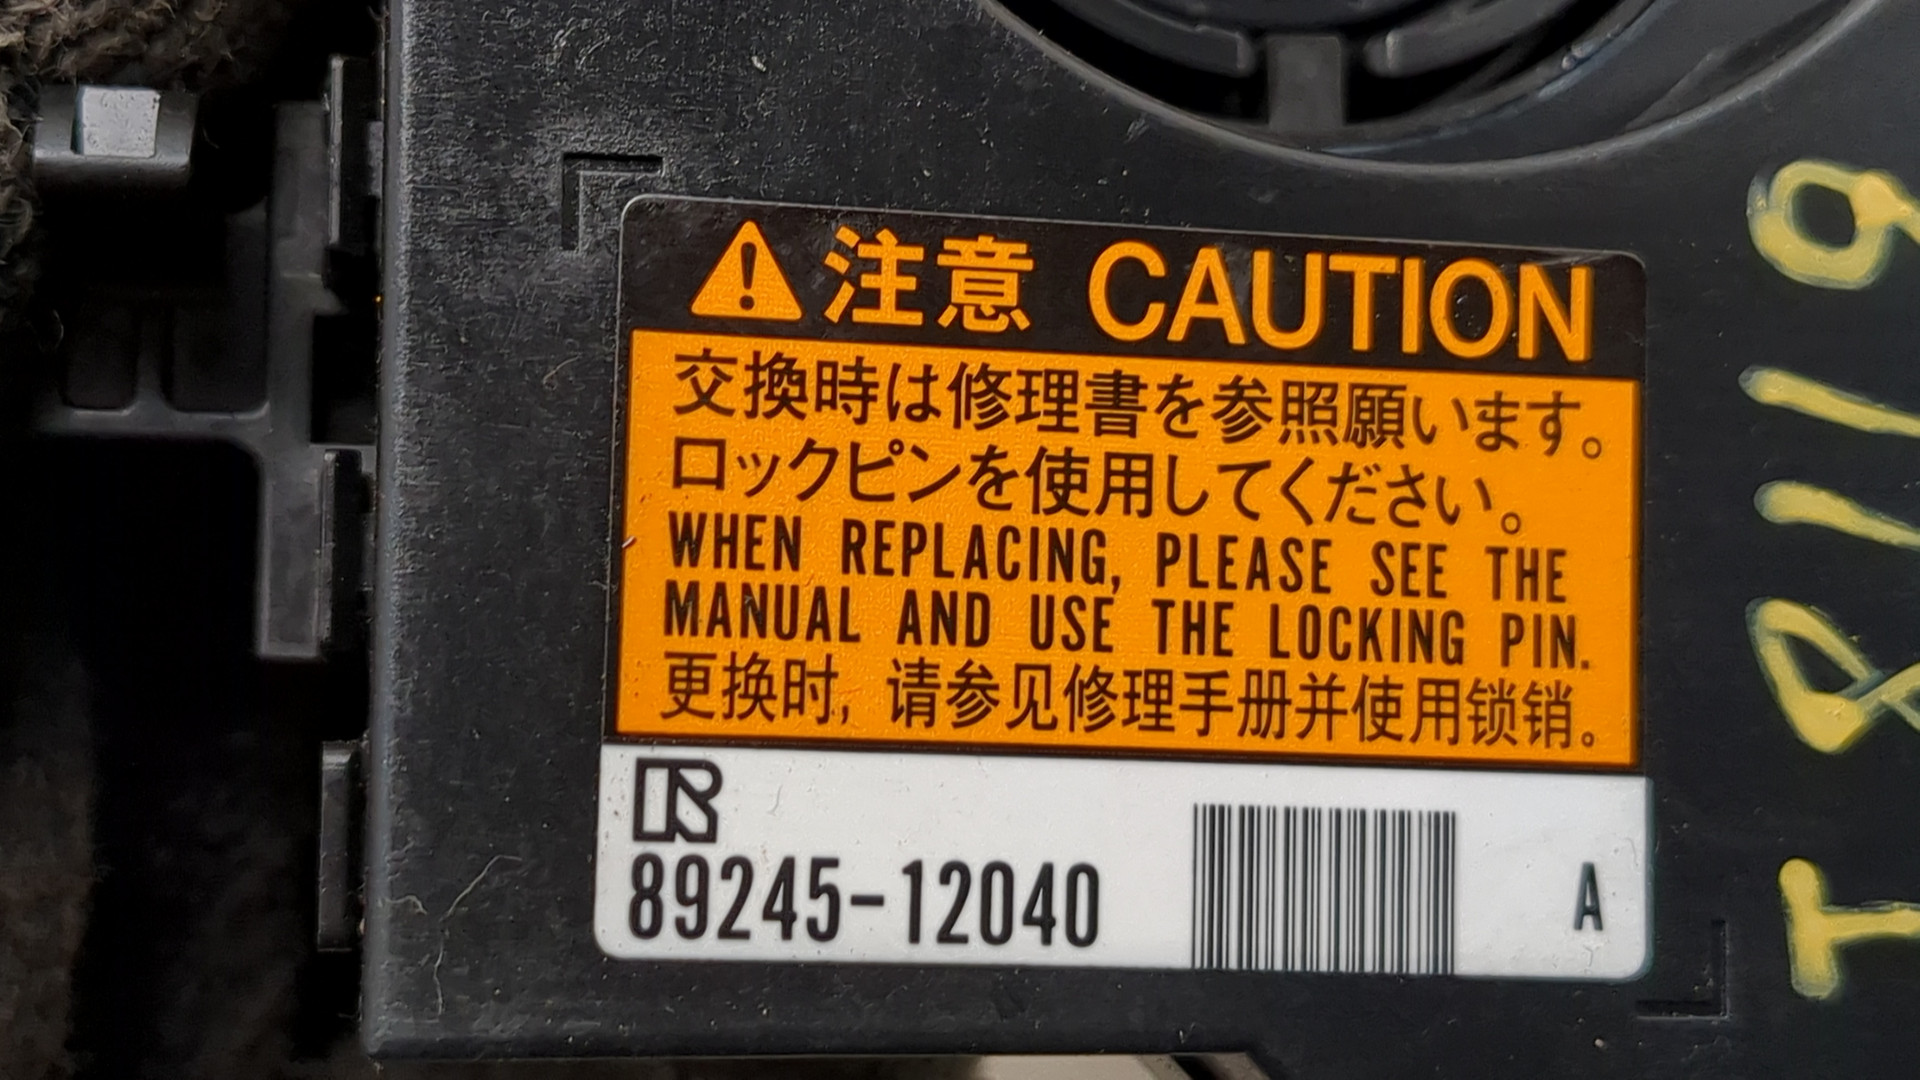 注意 CAUTION
交換時は修理書を参照願います。
ロックピンを使用してください。
WHEN REPLACING, PLEASE SEE THE
MANUAL AND USE THE LOCKING PIN.
更换时, 请参见修理手册并使用锁销。
R
89245-12040
A